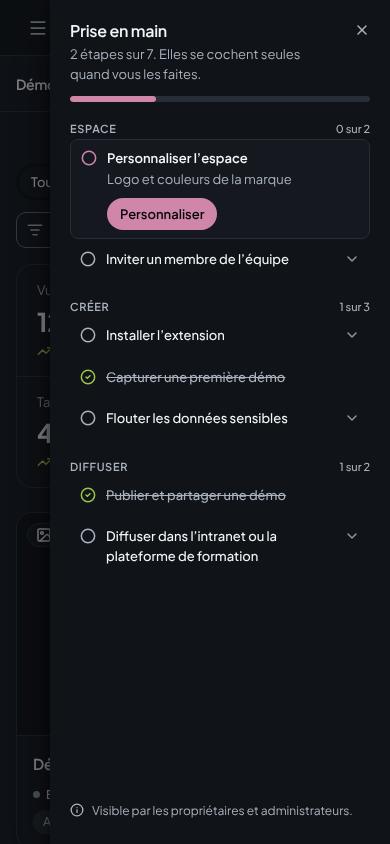 Prise en main
2 étapes sur 7. Elles se cochent seules
quand vous les faites.
ESPACE
0 sur 2
Personnaliser l’espace
Logo et couleurs de la marque
Personnaliser
Inviter un membre de l’équipe
CRÉER
1 sur 3
Installer l’extension
Capturer une première démo
Flouter les données sensibles
DIFFUSER
1 sur 2
Publier et partager une démo
Diffuser dans l’intranet ou la
plateforme de formation
Visible par les propriétaires et administrateurs.